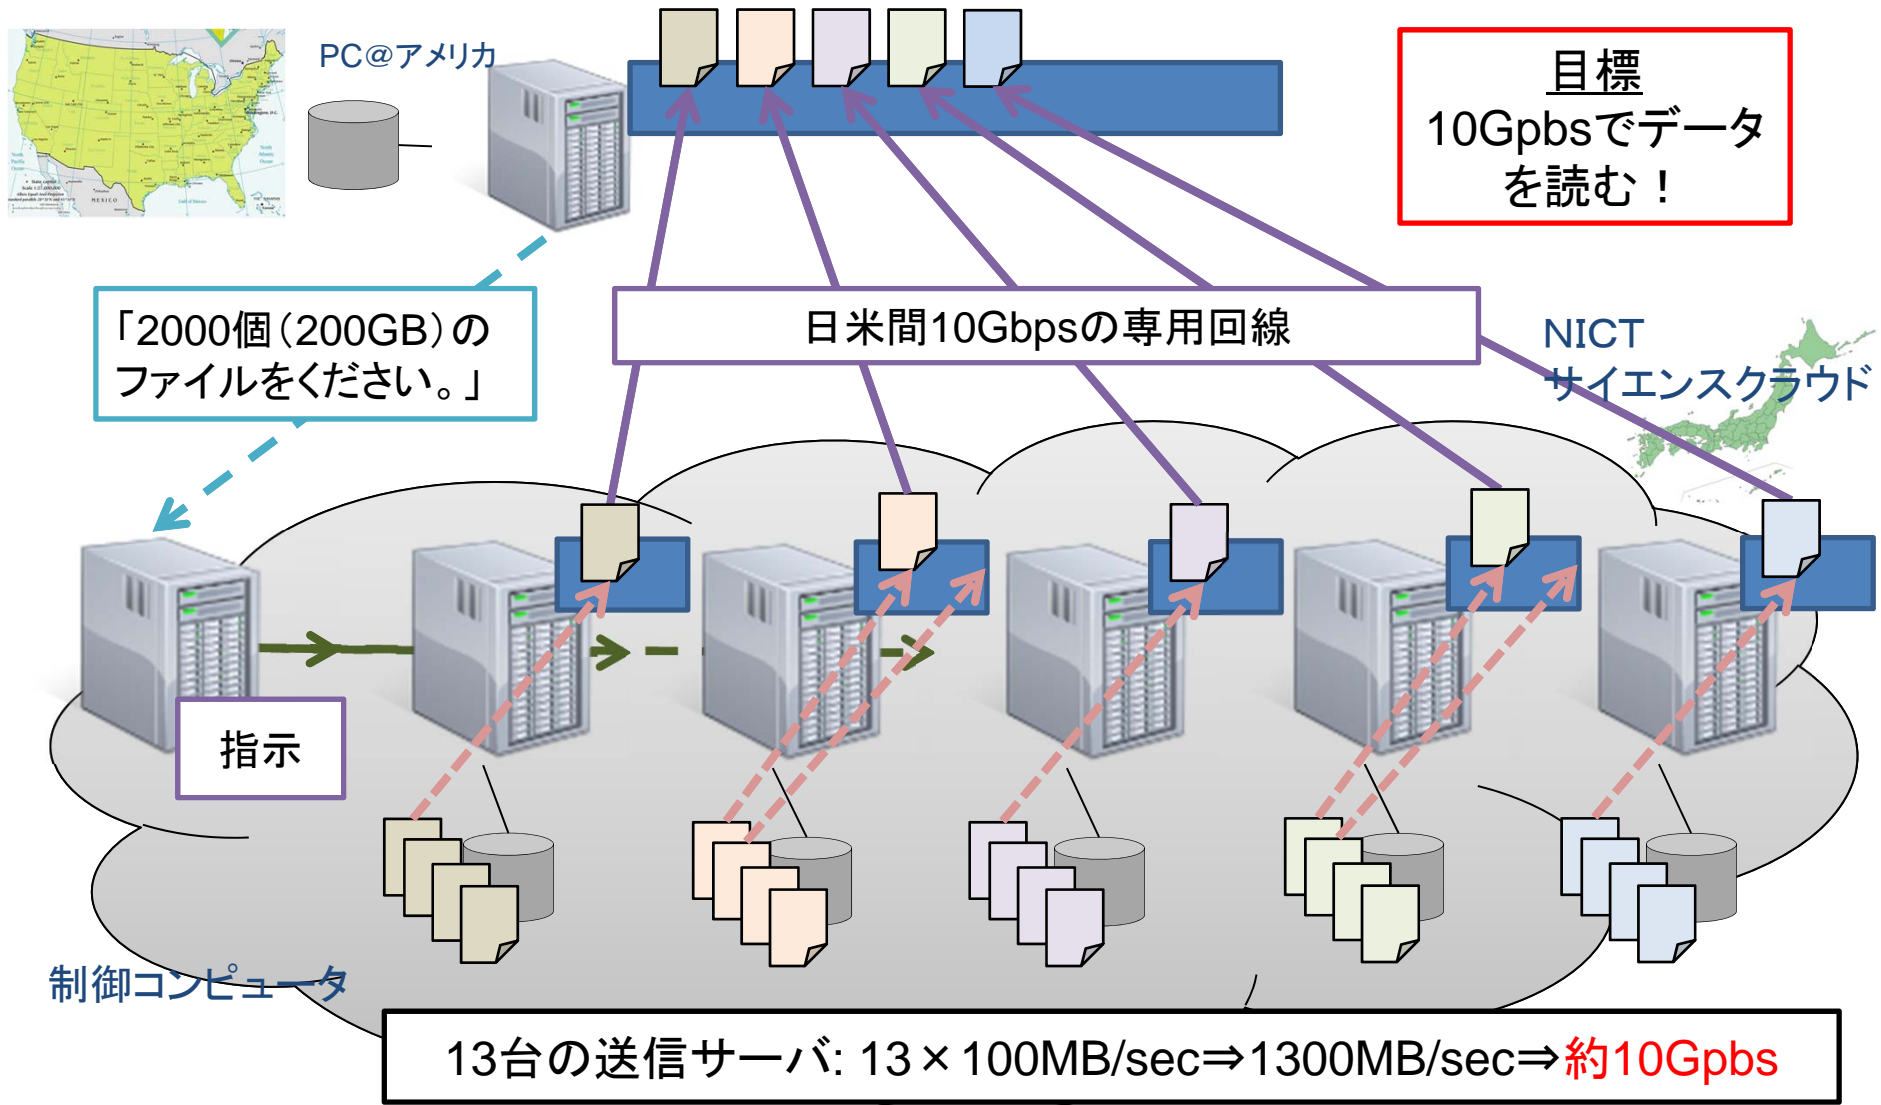 PC@アメリカ
目標
10Gpbsでデータ
を読む！
「2000個（200GB）の
ファイルをください。」
日米間10Gbpsの専用回線
NICT
サイエンスクラウド
指示
制御コンピュータ
13台の送信サーバ: 13×100MB/sec⇒1300MB/sec⇒約10Gpbs
MEXICO